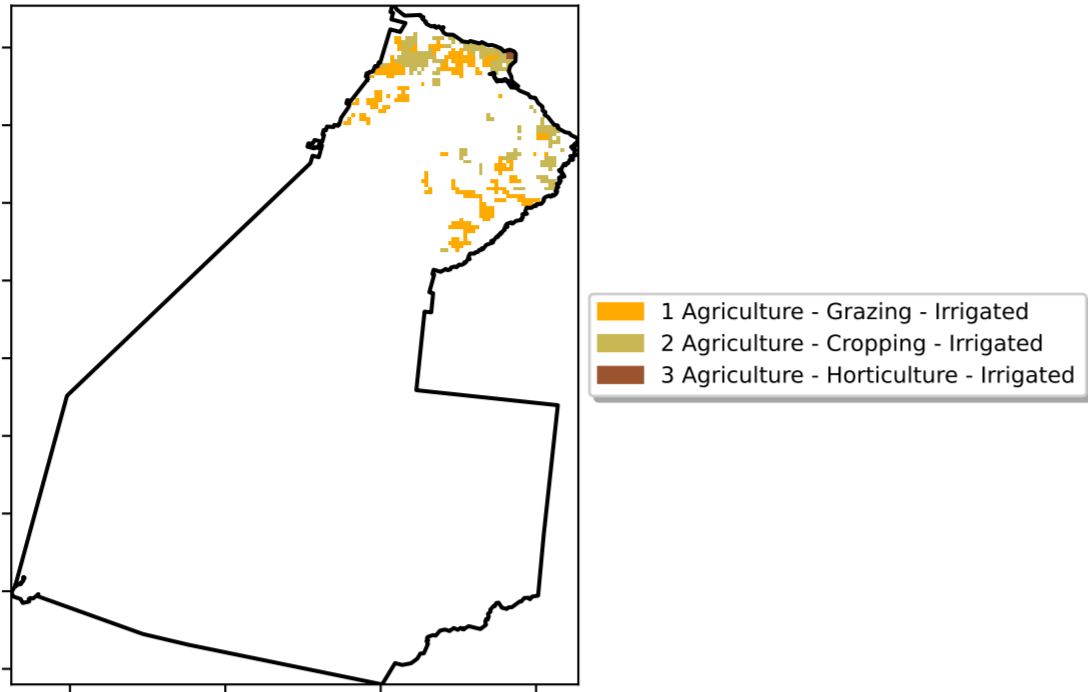 1 Agriculture - Grazing - Irrigated
2 Agriculture - Cropping - Irrigated
3 Agriculture - Horticulture - Irrigated